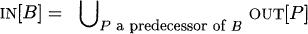 IN[B] = ⋃_{P a predecessor of B} OUT[P]